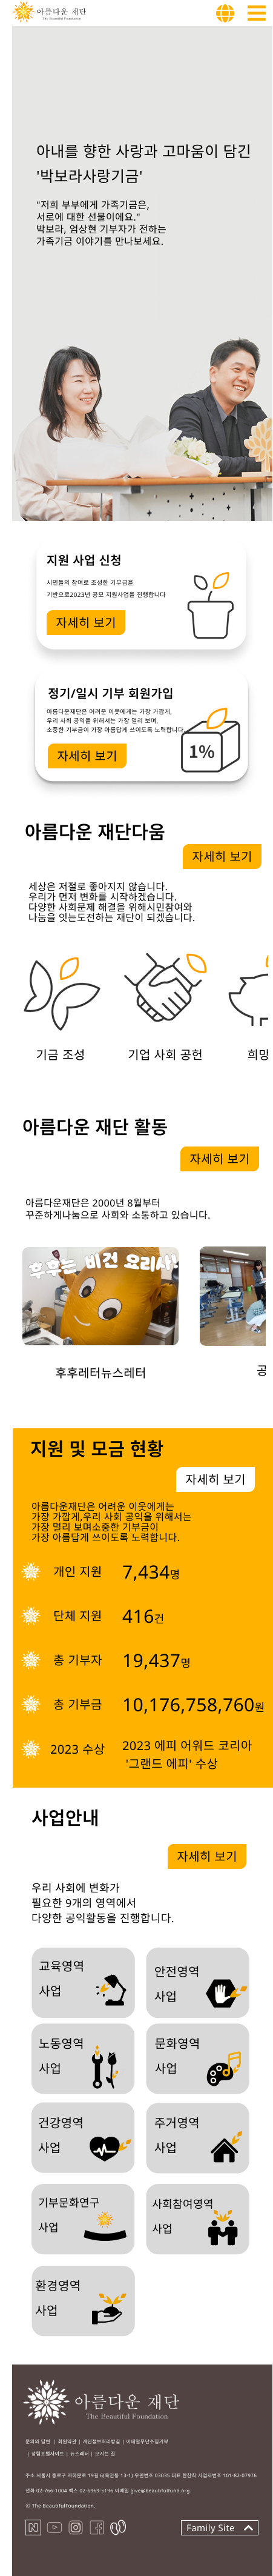 아름다운 재단
The Beautiful Foundation
아내를 향한 사랑과 고마움이 담긴
'박보라사랑기금'
"저희 부부에게 가족기금은,
서로에 대한 선물이에요."
박보라, 엄상현 기부자가 전하는
가족기금 이야기를 만나보세요.
지원 사업 신청
시민들의 참여로 조성한 기부금을
기반으로2023년 공모 지원사업을 진행합니다
자세히 보기
정기/일시 기부 회원가입
아름다운재단은 어려운 이웃에게는 가장 가깝게,
우리 사회 공익을 위해서는 가장 멀리 보며,
소중한 기부금이 가장 아름답게 쓰이도록 노력합니다
자세히 보기
1%
아름다운 재단다움
자세히 보기
세상은 저절로 좋아지지 않습니다.
우리가 먼저 변화를 시작하겠습니다.
다양한 사회문제 해결을 위해시민참여와
나눔을 잇는도전하는 재단이 되겠습니다.
기금 조성
기업 사회 공헌
희망
아름다운 재단 활동
자세히 보기
아름다운재단은 2000년 8월부터
꾸준하게나눔으로 사회와 소통하고 있습니다.
후후는 비건 요리사!
후후레터뉴스레터
공
지원 및 모금 현황
자세히 보기
아름다운재단은 어려운 이웃에게는
가장 가깝게,우리 사회 공익을 위해서는
가장 멀리 보며소중한 기부금이
가장 아름답게 쓰이도록 노력합니다.
개인 지원 7,434명
단체 지원 416건
총 기부자 19,437명
총 기부금 10,176,758,760원
2023 수상 2023 에피 어워드 코리아
'그랜드 에피' 수상
사업안내
자세히 보기
우리 사회에 변화가
필요한 9개의 영역에서
다양한 공익활동을 진행합니다.
교육영역
사업
안전영역
사업
노동영역
사업
문화영역
사업
건강영역
사업
주거영역
사업
기부문화연구
사업
사회참여영역
사업
환경영역
사업
아름다운 재단
The Beautiful Foundation
문의와 답변 | 회원약관 | 개인정보처리방침 | 이메일무단수집거부
| 장검포럼사이트 | 뉴스레터 | 오시는 길
주소 서울시 종로구 자하문로 19길 6(옥인동 13-1) 우편번호 03035 대표 한찬희 사업자번호 101-82-07976
전화 02-766-1004 팩스 02-6969-5196 이메일 give@beautifulfund.org
ⓒ The BeautifulFoundation.
Family Site